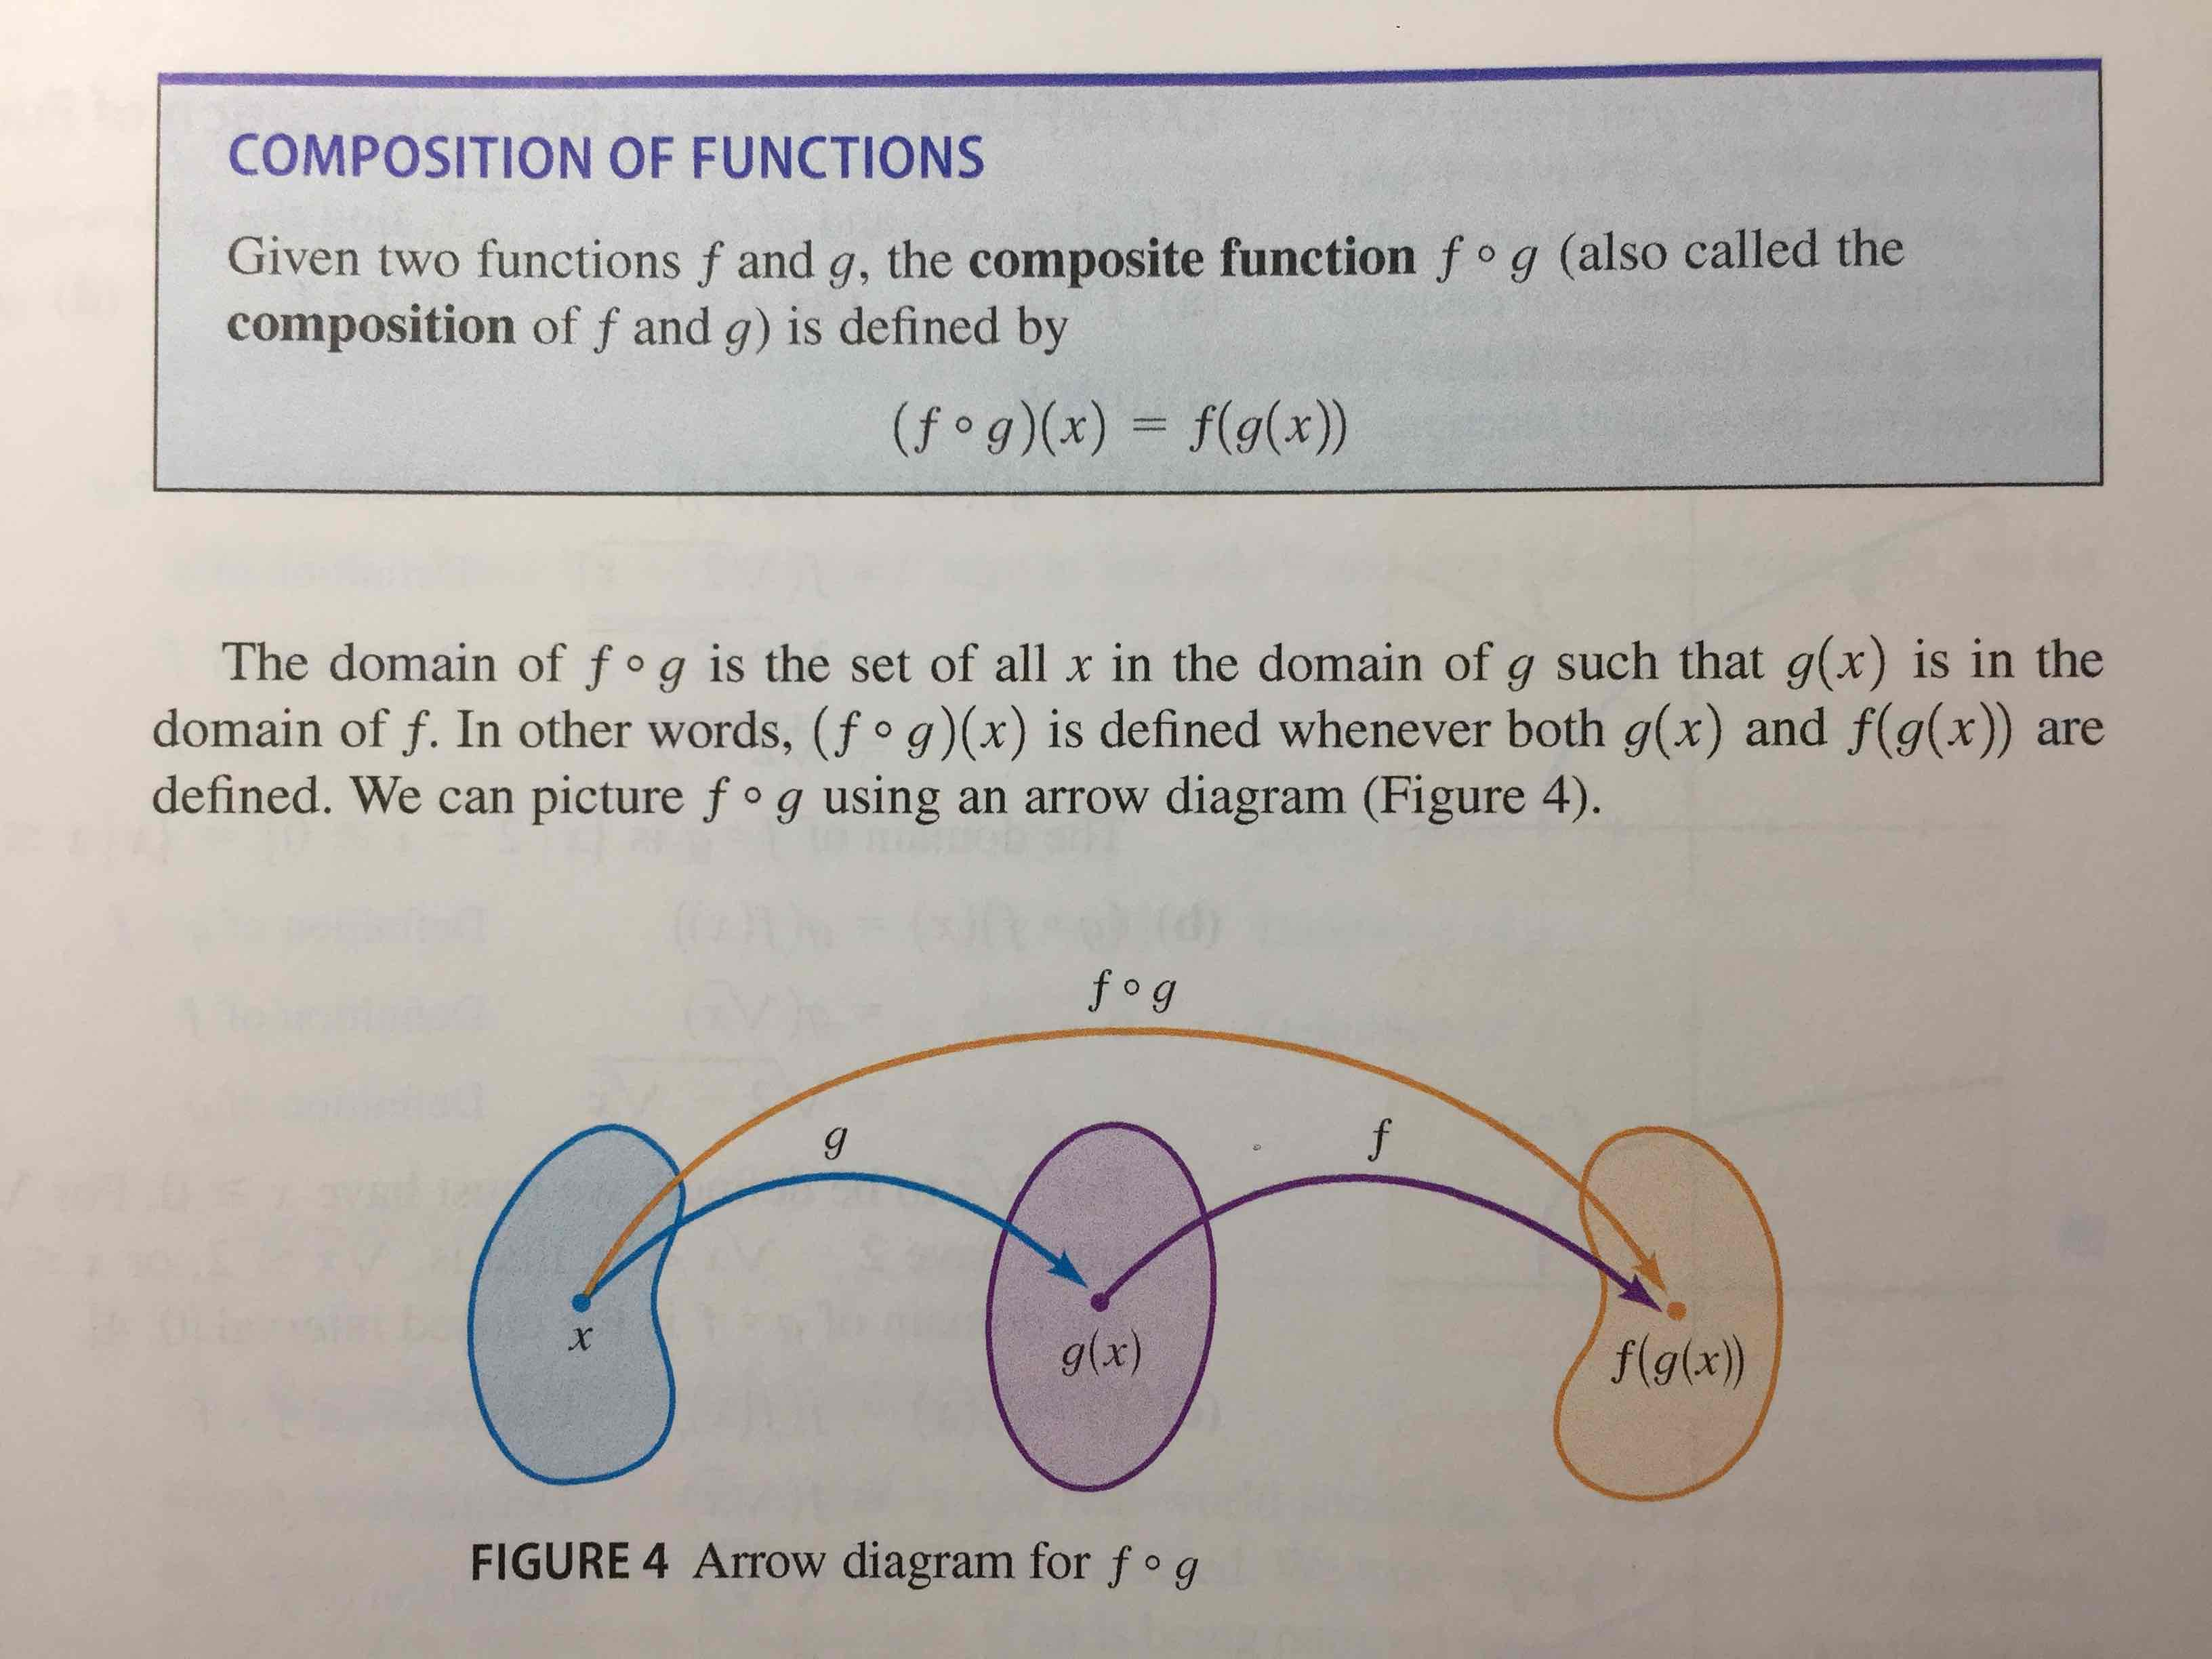 COMPOSITION OF FUNCTIONS
Given two functions f and g, the composite function f ∘ g (also called the
composition of f and g) is defined by
(f ∘ g)(x) = f(g(x))
The domain of f ∘ g is the set of all x in the domain of g such that g(x) is in the
domain of f. In other words, (f ∘ g)(x) is defined whenever both g(x) and f(g(x)) are
defined. We can picture f ∘ g using an arrow diagram (Figure 4).
f ∘ g
g
f
x
g(x)
f(g(x))
FIGURE 4 Arrow diagram for f ∘ g